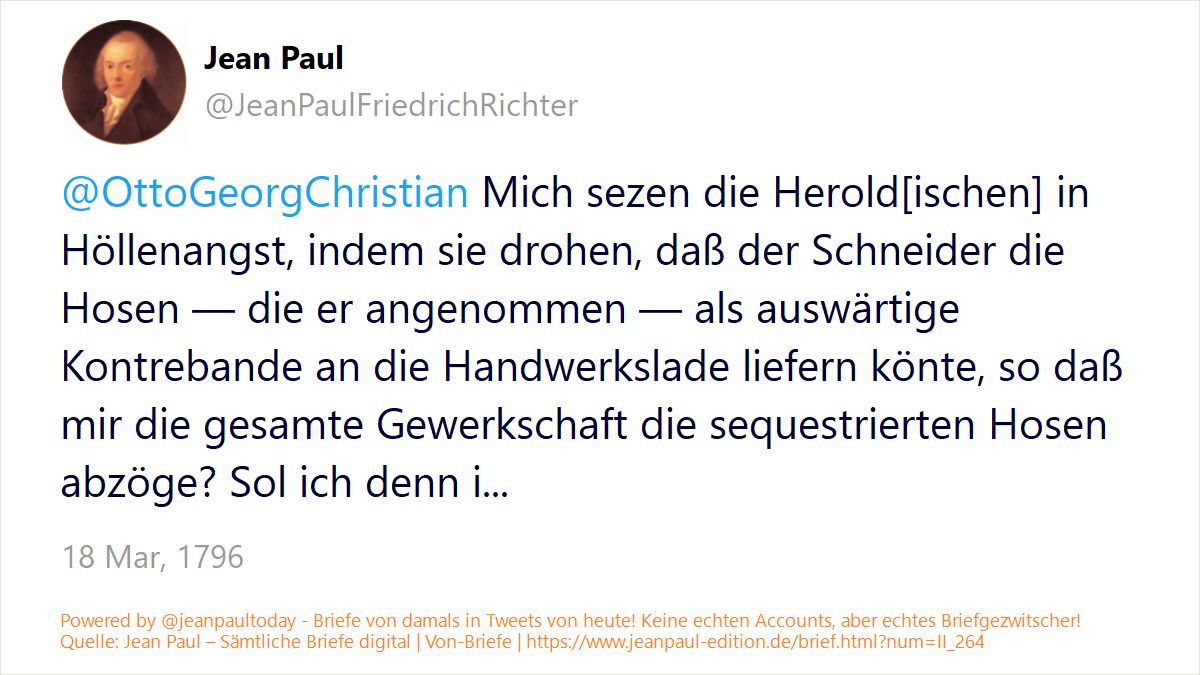 Jean Paul
@JeanPaulFriedrichRichter
@OttoGeorgChristian Mich sezen die Herold[ischen] in
Höllenangst, indem sie drohen, daß der Schneider die
Hosen — die er angenommen — als auswärtige
Kontrebande an die Handwerkslade liefern könte, so daß
mir die gesamte Gewerkschaft die sequestrierten Hosen
abzöge? Sol ich denn i...
18 Mar, 1796
Powered by @jeanpaultoday - Briefe von damals in Tweets von heute! Keine echten Accounts, aber echtes Briefgezwitscher!
Quelle: Jean Paul – Sämtliche Briefe digital | Von-Briefe | https://www.jeanpaul-edition.de/brief.html?num=II_264